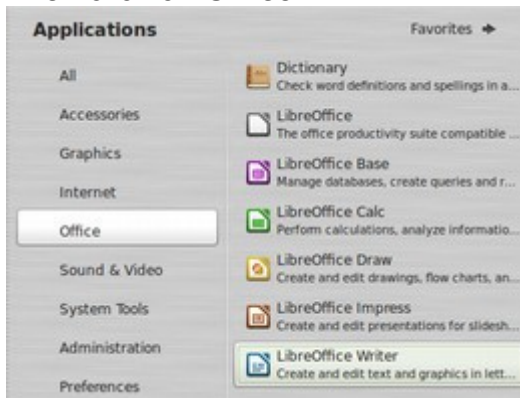 Applications
Favorites
All
Accessories
Graphics
Internet
Office
Sound & Video
System Tools
Administration
Preferences
Dictionary
Check word definitions and spellings in a...
LibreOffice
The office productivity suite compatible ...
LibreOffice Base
Manage databases, create queries and r...
LibreOffice Calc
Perform calculations, analyze informatio...
LibreOffice Draw
Create and edit drawings, flow charts, an...
LibreOffice Impress
Create and edit presentations for slidesh...
LibreOffice Writer
Create and edit text and graphics in lett...